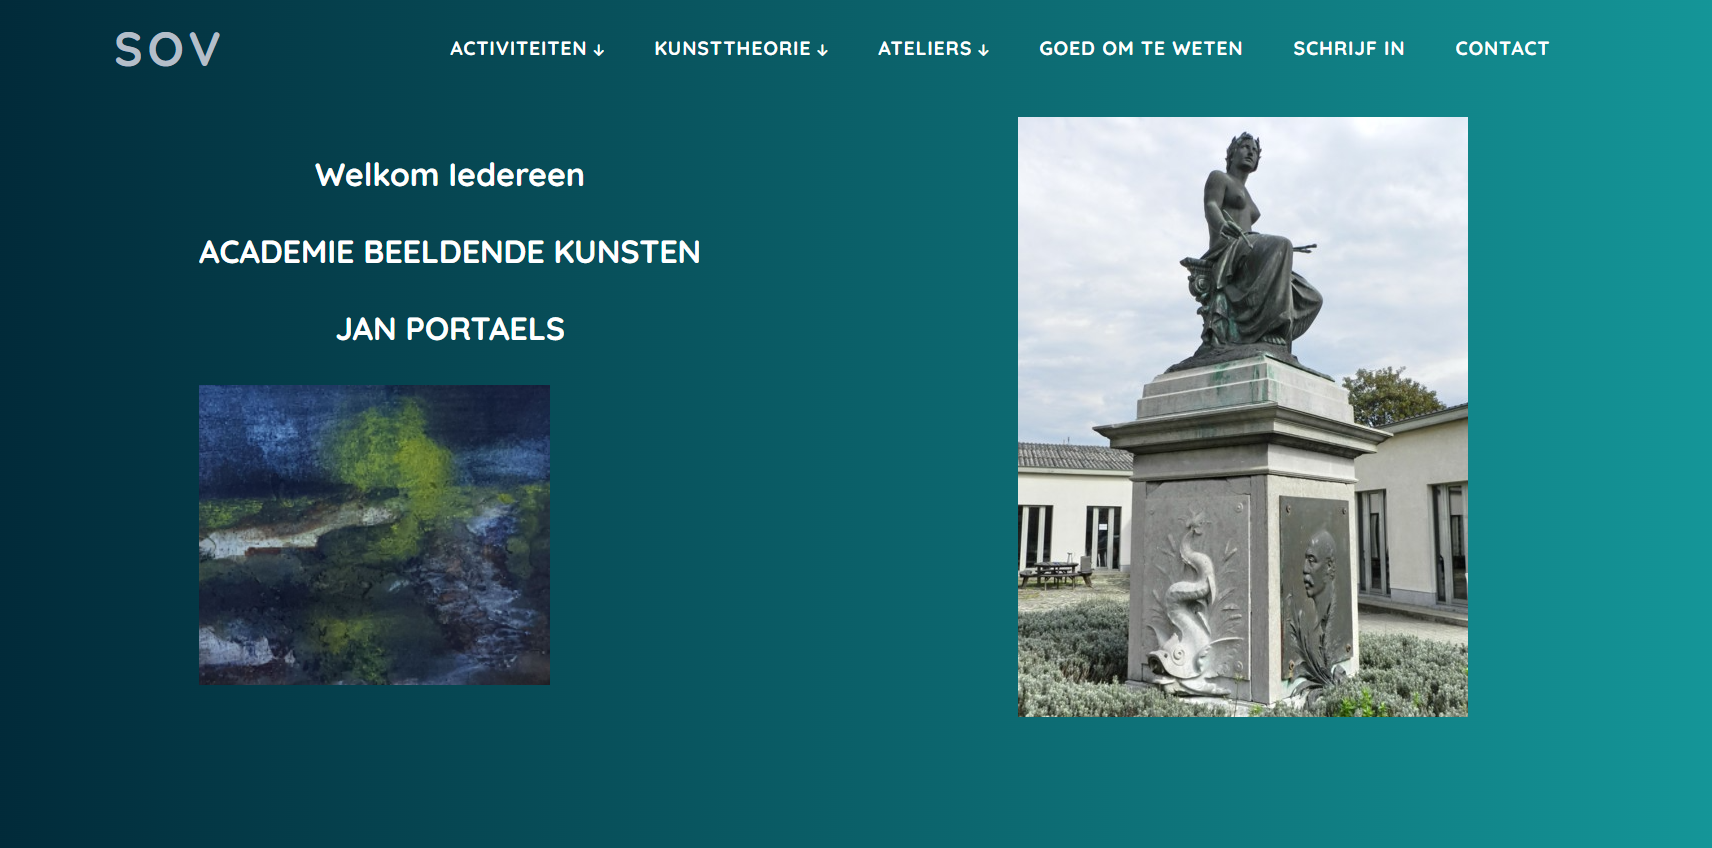 SOV
ACTIVITEITEN ↓ KUNSTTHEORIE ↓ ATELIERS ↓ GOED OM TE WETEN SCHRIJF IN CONTACT
Welkom Iedereen
ACADEMIE BEELDENDE KUNSTEN
JAN PORTAELS